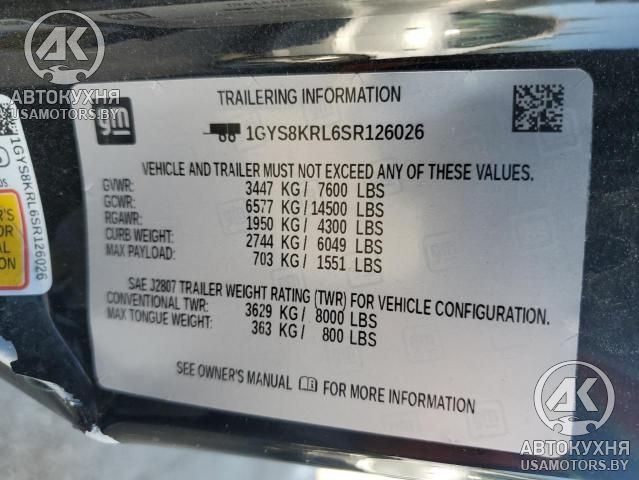 АК
АВТОКУХНЯ
USAMOTORS.BY
gm
TRAILERING INFORMATION
1GYS8KRL6SR126026
VEHICLE AND TRAILER MUST NOT EXCEED ANY OF THESE VALUES.
GVWR: 3447 KG / 7600 LBS
GCWR: 6577 KG / 14500 LBS
RGAWR: 1950 KG / 4300 LBS
CURB WEIGHT: 2744 KG / 6049 LBS
MAX PAYLOAD: 703 KG / 1551 LBS
SAE J2807 TRAILER WEIGHT RATING (TWR) FOR VEHICLE CONFIGURATION.
CONVENTIONAL TWR: 3629 KG / 8000 LBS
MAX TONGUE WEIGHT: 363 KG / 800 LBS
SEE OWNER'S MANUAL FOR MORE INFORMATION
1GYS8KRL6SR126026
АК
АВТОКУХНЯ
USAMOTORS.BY